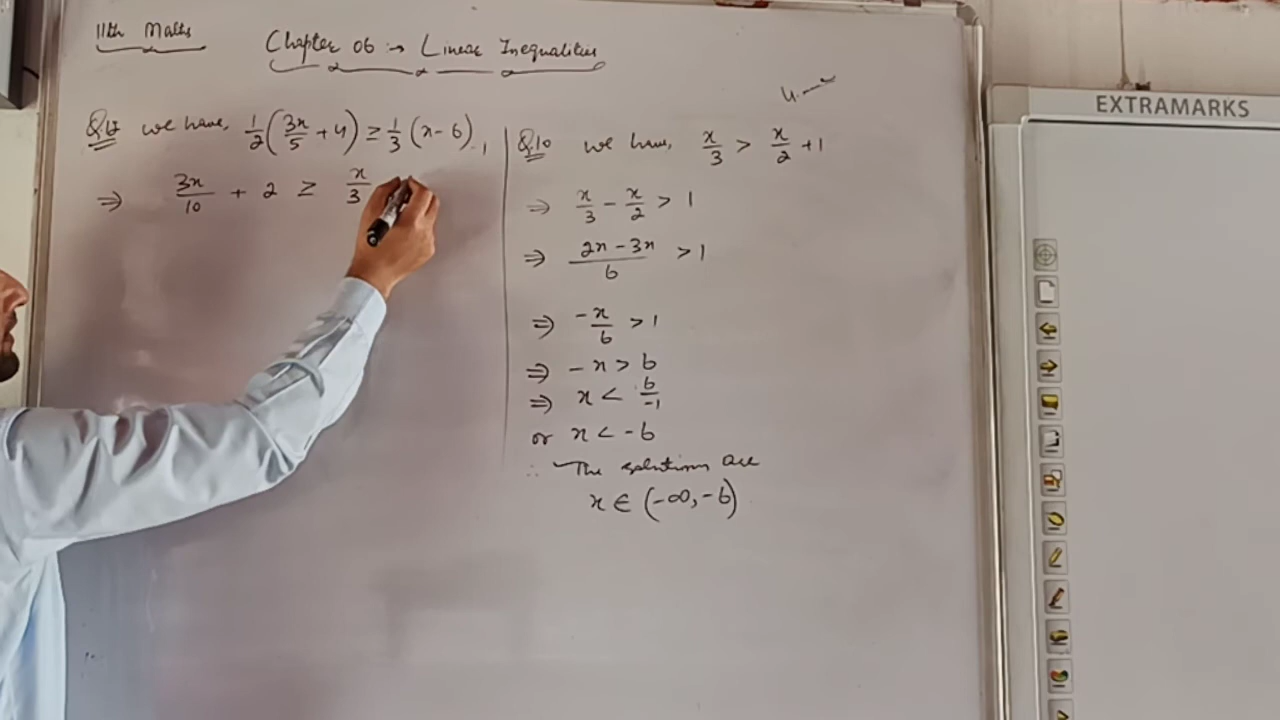 11th Maths
Chapter 06 :→ Linear Inequalities
Q12 we have, 1/2 (3x/5 + 4) ≥ 1/3 (x - 6)
⇒ 3x/10 + 2 ≥ x/3
Q10 we have, x/3 > x/2 + 1
⇒ x/3 - x/2 > 1
⇒ (2x - 3x)/6 > 1
⇒ -x/6 > 1
⇒ -x > 6
⇒ x < 6/-1
or x < -6
∴ The solutions are
x ∈ (-∞, -6)
EXTRAMARKS